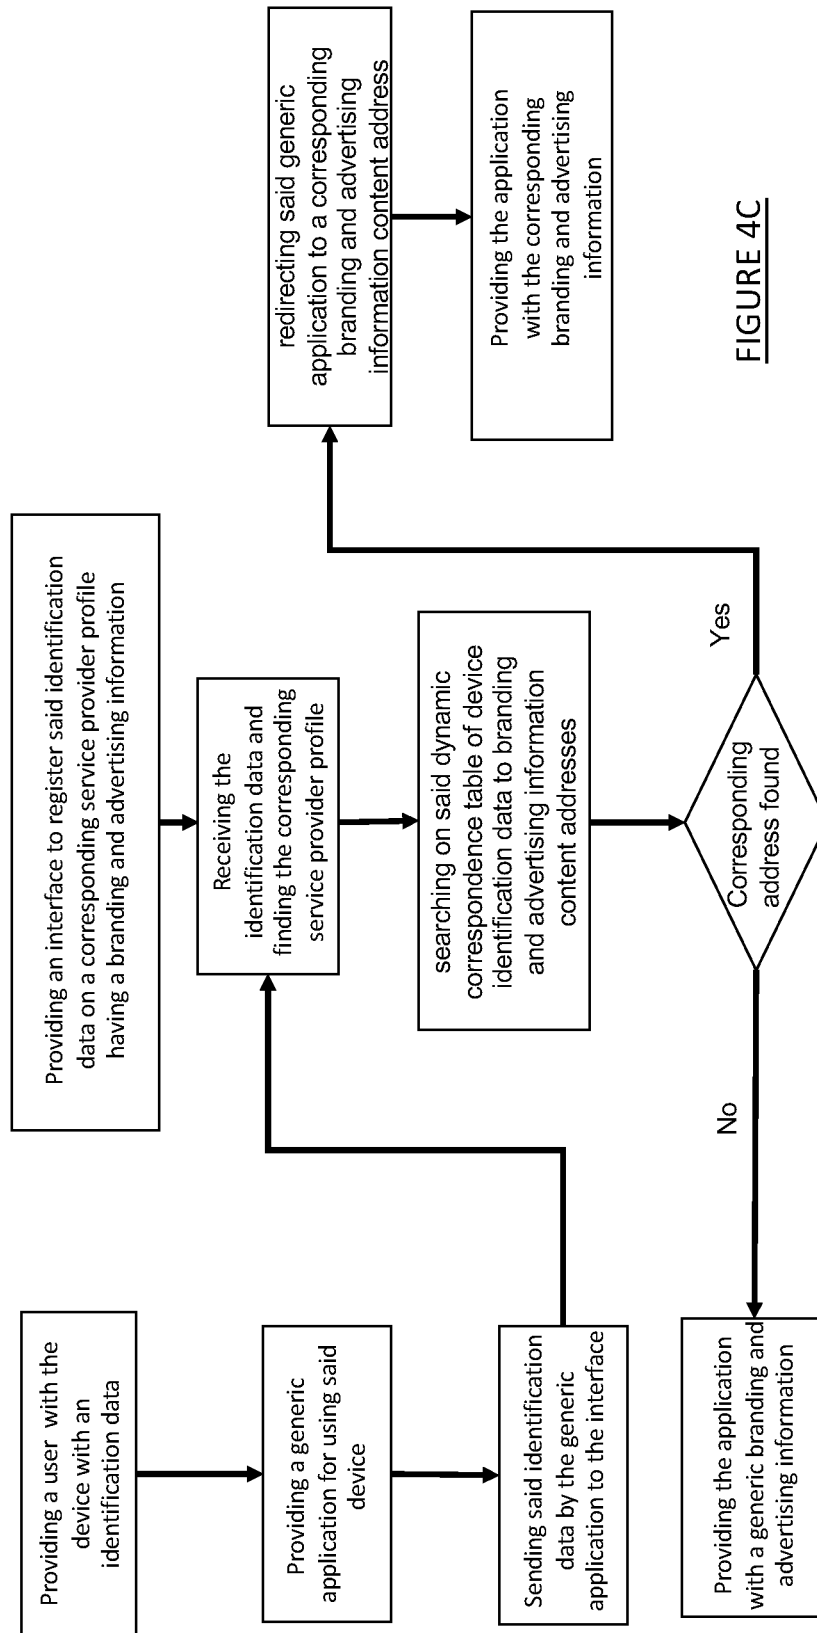 Providing a user with the
device with an
identification data
Providing a generic
application for using said
device
Sending said identification
data by the generic
application to the interface
Providing the application
with a generic branding and
advertising information
Providing an interface to register said identification
data on a corresponding service provider profile
having a branding and advertising information
Receiving the
identification data and
finding the corresponding
service provider profile
searching on said dynamic
correspondence table of device
identification data to branding
and advertising information
content addresses
No
Corresponding
address found
Yes
redirecting said generic
application to a corresponding
branding and advertising
information content address
Providing the application
with the corresponding
branding and advertising
information
FIGURE 4C